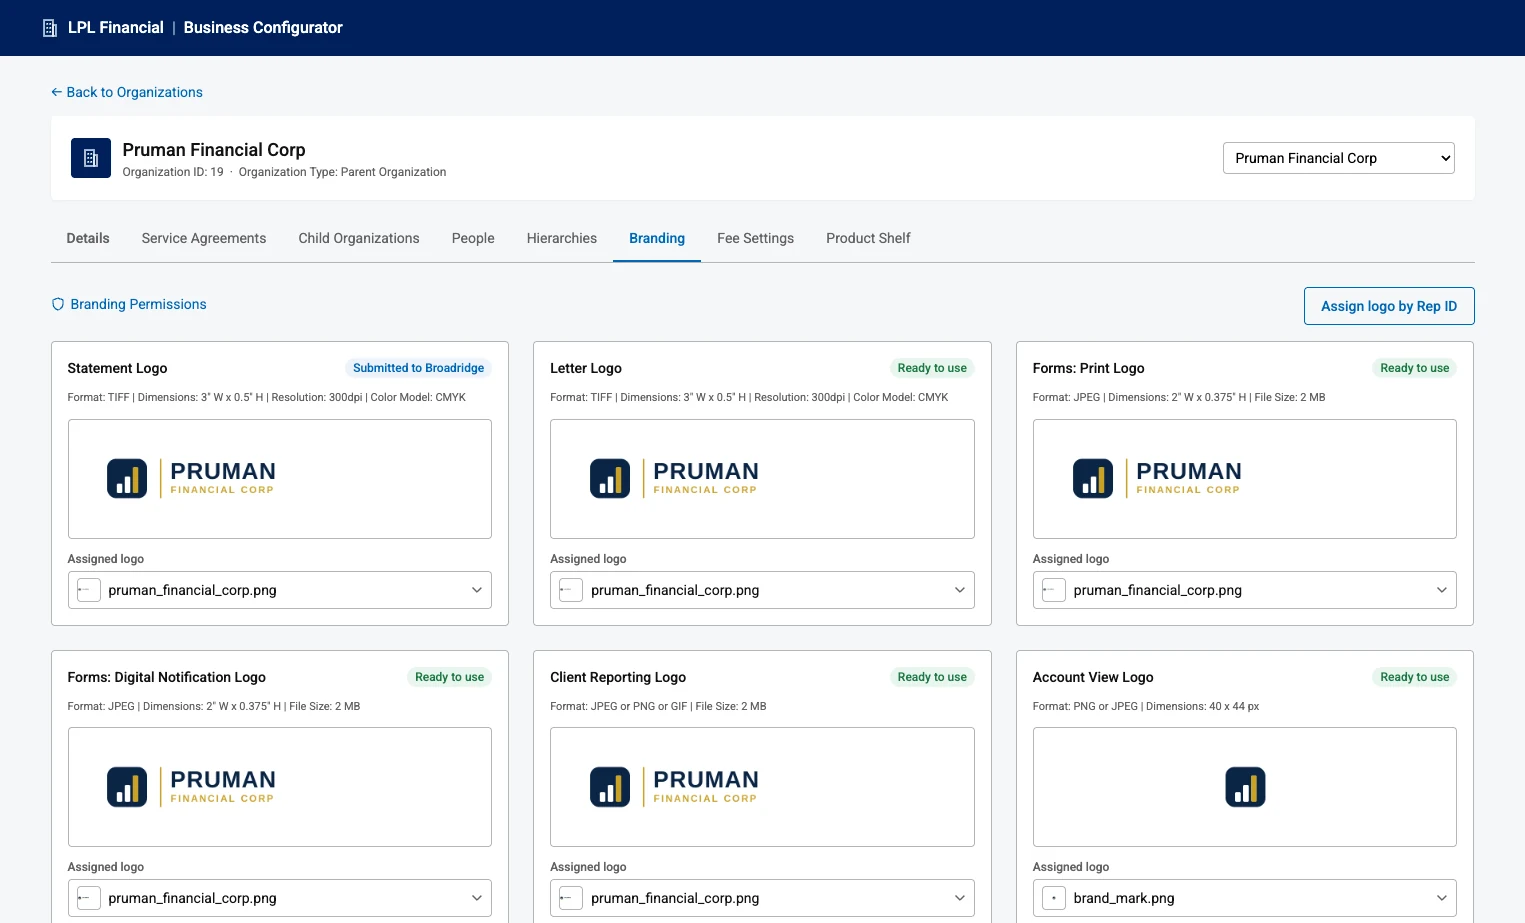 LPL Financial | Business Configurator
← Back to Organizations
Pruman Financial Corp
Organization ID: 19 · Organization Type: Parent Organization
Pruman Financial Corp
Details Service Agreements Child Organizations People Hierarchies Branding Fee Settings Product Shelf
Branding Permissions
Assign logo by Rep ID
Statement Logo
Submitted to Broadridge
Format: TIFF | Dimensions: 3" W x 0.5" H | Resolution: 300dpi | Color Model: CMYK
PRUMAN
FINANCIAL CORP
Assigned logo
pruman_financial_corp.png
Letter Logo
Ready to use
Format: TIFF | Dimensions: 3" W x 0.5" H | Resolution: 300dpi | Color Model: CMYK
PRUMAN
FINANCIAL CORP
Assigned logo
pruman_financial_corp.png
Forms: Print Logo
Ready to use
Format: JPEG | Dimensions: 2" W x 0.375" H | File Size: 2 MB
PRUMAN
FINANCIAL CORP
Assigned logo
pruman_financial_corp.png
Forms: Digital Notification Logo
Ready to use
Format: JPEG | Dimensions: 2" W x 0.375" H | File Size: 2 MB
PRUMAN
FINANCIAL CORP
Assigned logo
pruman_financial_corp.png
Client Reporting Logo
Ready to use
Format: JPEG or PNG or GIF | File Size: 2 MB
PRUMAN
FINANCIAL CORP
Assigned logo
pruman_financial_corp.png
Account View Logo
Ready to use
Format: PNG or JPEG | Dimensions: 40 x 44 px
Assigned logo
brand_mark.png